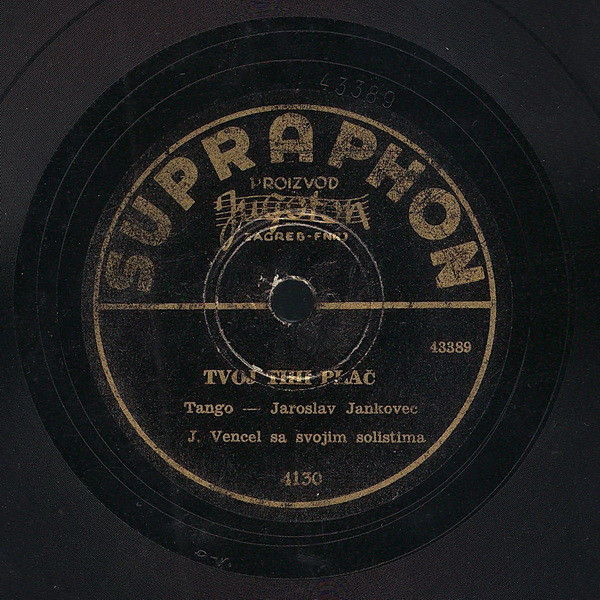 43389
SUPRAPHON
PROIZVOD
Jugoton
ZAGREB-FNRJ
43389
TVOJ TIHI PLAČ
Tango — Jaroslav Jankovec
J. Vencel sa svojim solistima
4130